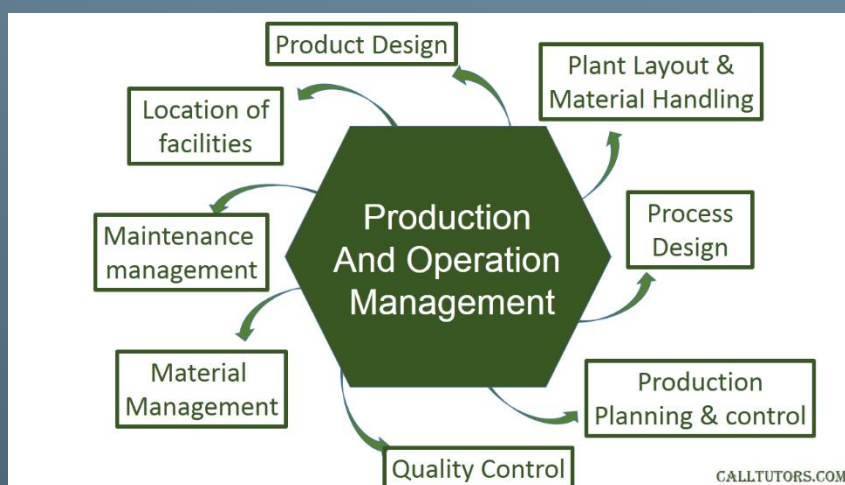 Product Design
Plant Layout &
Material Handling
Location of
facilities
Process
Design
Maintenance
management
Production
And Operation
Management
Material
Management
Production
Planning & control
Quality Control
CALLTUTORS.COM